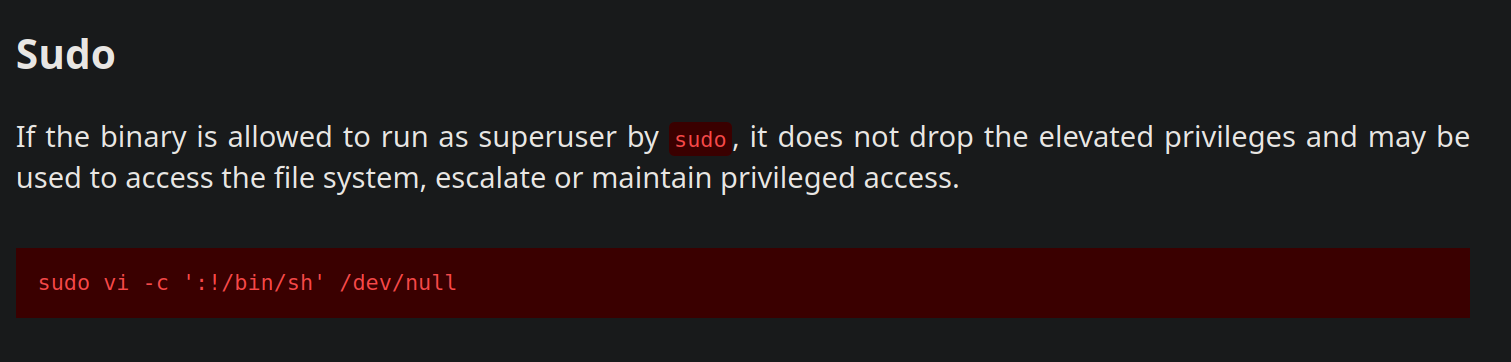 Sudo
If the binary is allowed to run as superuser by sudo, it does not drop the elevated privileges and may be
used to access the file system, escalate or maintain privileged access.
sudo vi -c ':!/bin/sh' /dev/null